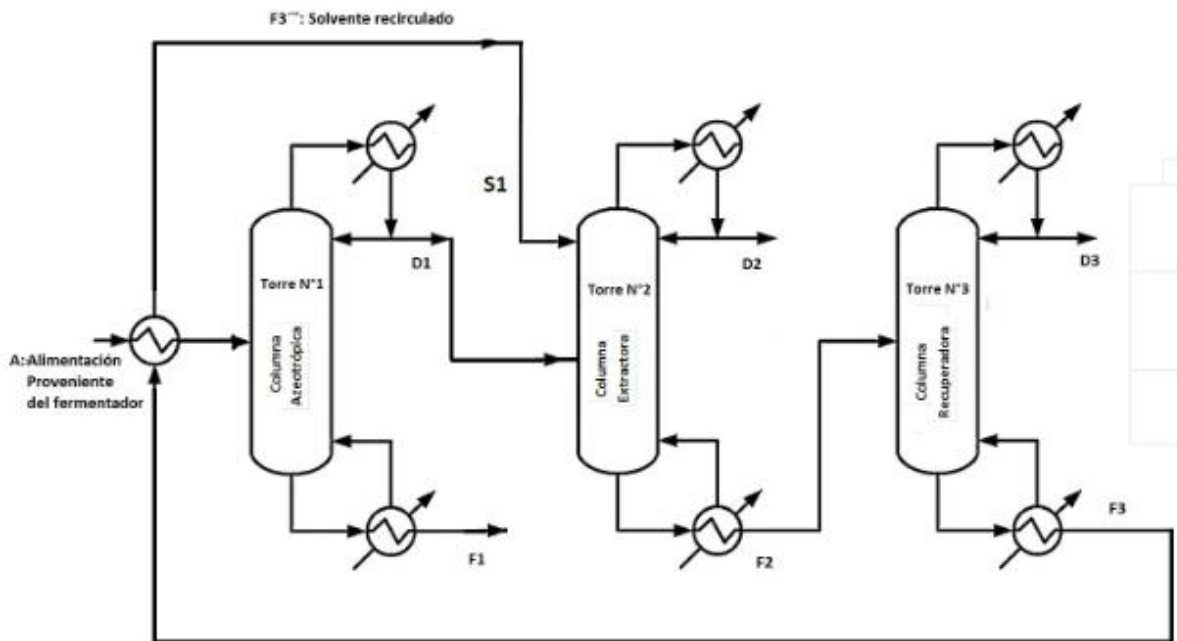 F3´´´: Solvente recirculado
S1
D1
D2
D3
Torre N°1
Columna
Azeotrópica
Torre N°2
Columna
Extractora
Torre N°3
Columna
Recuperadora
A:Alimentación
Proveniente
del fermentador
F1
F2
F3